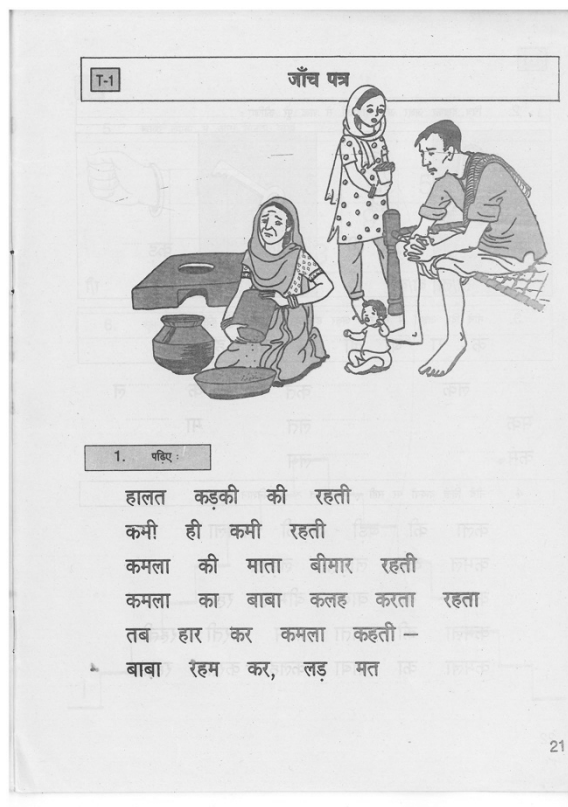 T-1
जाँच पत्र
1. पढ़िए :
हालत कड़की की रहती
कमी ही कमी रहती
कमला की माता बीमार रहती
कमला का बाबा कलह करता रहता
तब हार कर कमला कहती –
बाबा रहम कर, लड़ मत
21